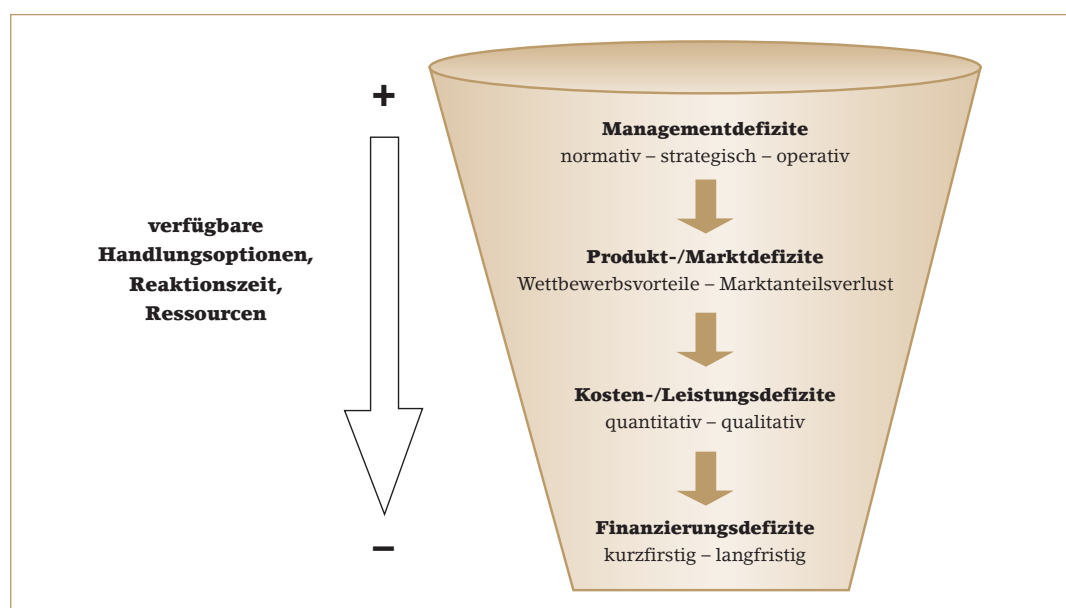 +
verfügbare
Handlungsoptionen,
Reaktionszeit,
Ressourcen
–
Managementdefizite
normativ – strategisch – operativ
Produkt-/Marktdefizite
Wettbewerbsvorteile – Marktanteilsverlust
Kosten-/Leistungsdefizite
quantitativ – qualitativ
Finanzierungsdefizite
kurzfirstig – langfristig